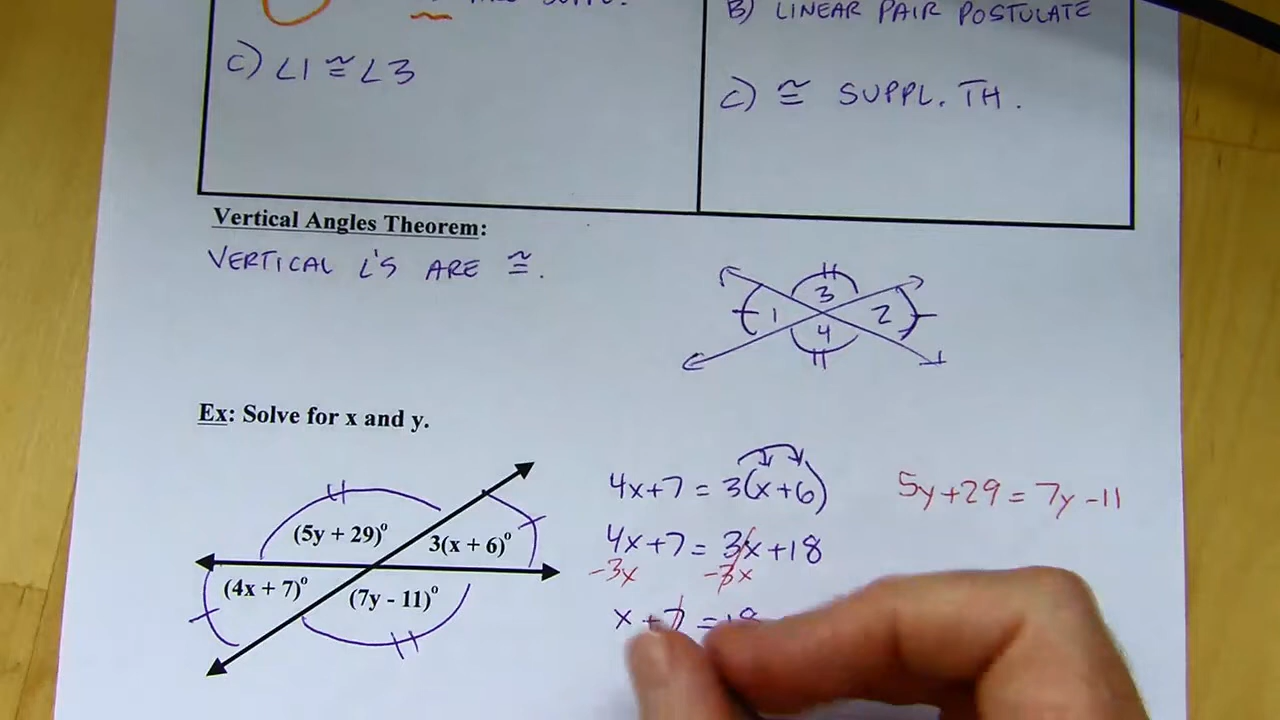 B) LINEAR PAIR POSTULATE
C) ∠1 ≅ ∠3
C) ≅ SUPPL. TH.
Vertical Angles Theorem:
VERTICAL ∠'S ARE ≅.
3
1
2
4
Ex: Solve for x and y.
(5y + 29)°
3(x + 6)°
(4x + 7)°
(7y - 11)°
4x+7 = 3(x+6)
4x+7 = 3x+18
-3x -3x
x+7 = 18
5y+29 = 7y-11